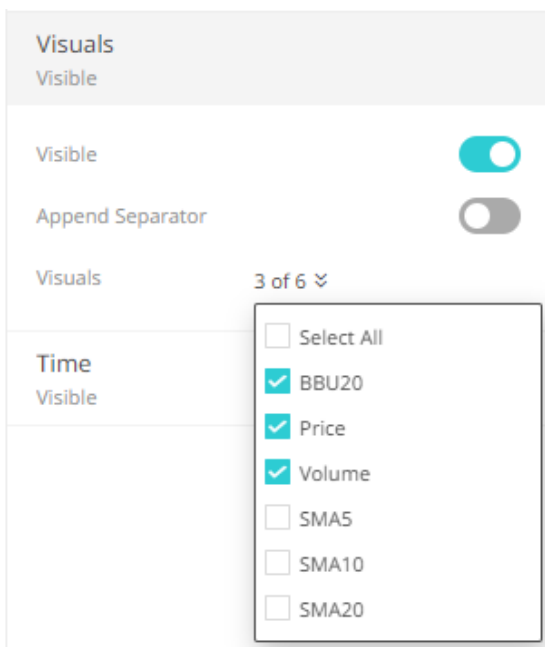 Visuals
Visible
Visible
Append Separator
Visuals 3 of 6
Select All
Time
Visible
BBU20
Price
Volume
SMA5
SMA10
SMA20